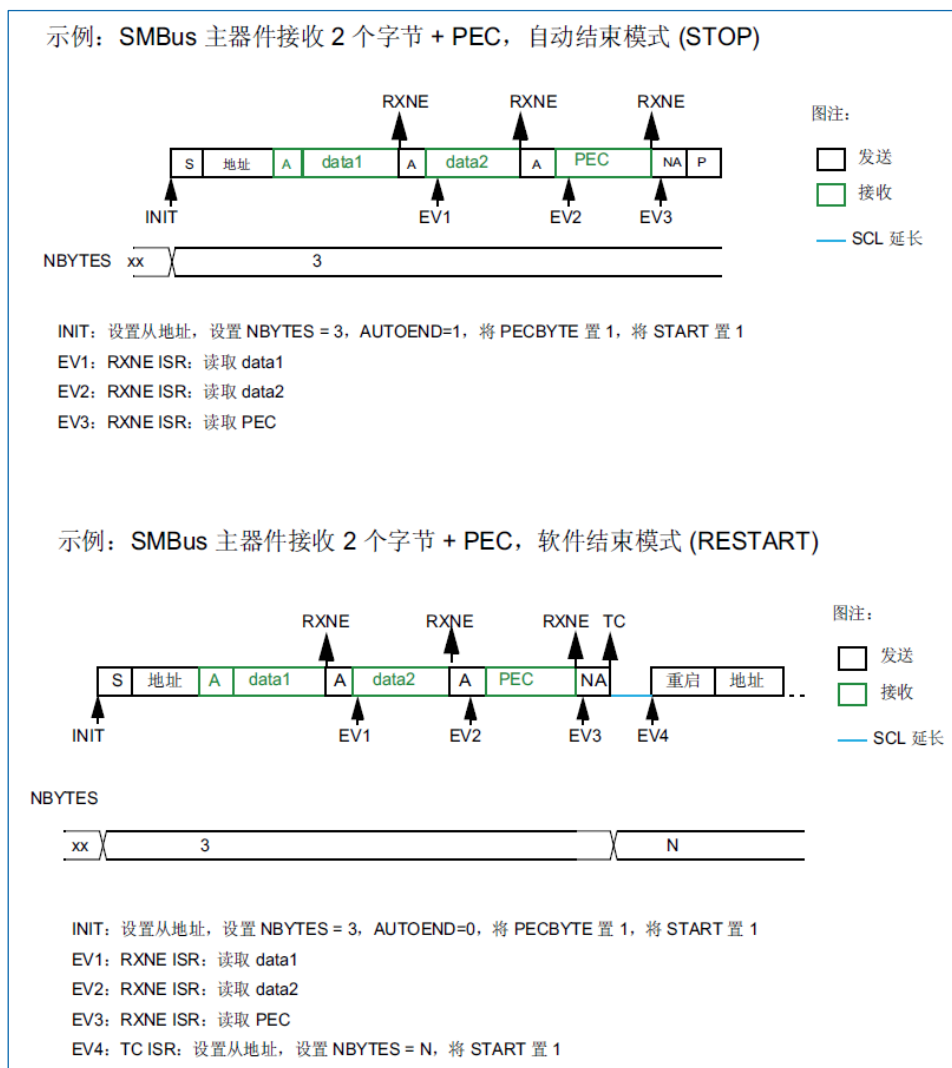 示例：SMBus 主器件接收 2 个字节 + PEC，自动结束模式 (STOP)
RXNE RXNE RXNE
图注：
S 地址 A data1 A data2 A PEC NA P
发送
接收
INIT EV1 EV2 EV3
SCL 延长
NBYTES xx 3
INIT：设置从地址，设置 NBYTES = 3，AUTOEND=1，将 PECBYTE 置 1，将 START 置 1
EV1：RXNE ISR：读取 data1
EV2：RXNE ISR：读取 data2
EV3：RXNE ISR：读取 PEC
示例：SMBus 主器件接收 2 个字节 + PEC，软件结束模式 (RESTART)
RXNE RXNE RXNE TC
图注：
S 地址 A data1 A data2 A PEC NA 重启 地址
发送
接收
INIT EV1 EV2 EV3 EV4
SCL 延长
NBYTES
xx 3 N
INIT：设置从地址，设置 NBYTES = 3，AUTOEND=0，将 PECBYTE 置 1，将 START 置 1
EV1：RXNE ISR：读取 data1
EV2：RXNE ISR：读取 data2
EV3：RXNE ISR：读取 PEC
EV4：TC ISR：设置从地址，设置 NBYTES = N，将 START 置 1